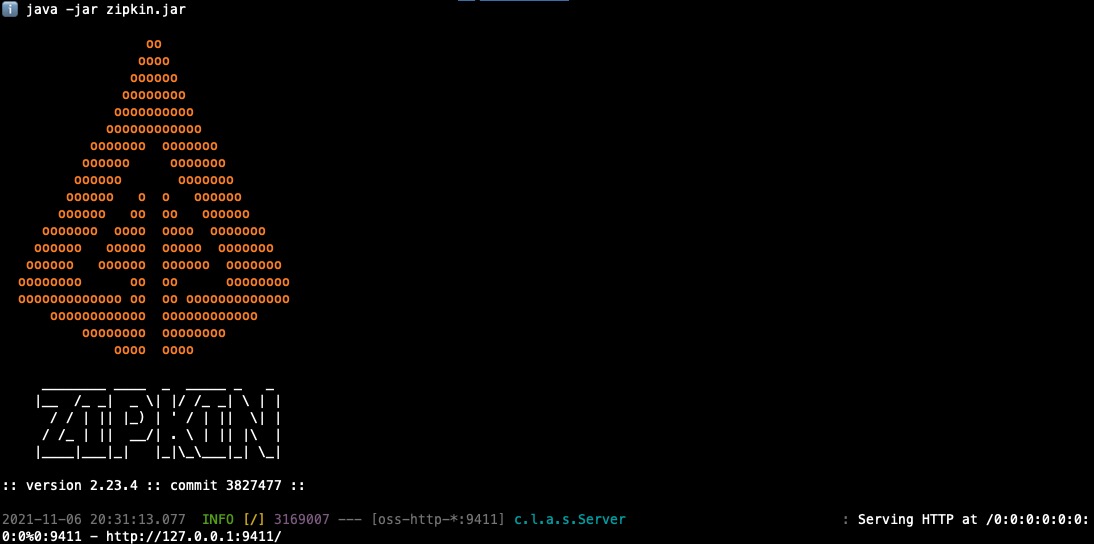 java -jar zipkin.jar
                  oo
                 oooo
                oooooo
               oooooooo
              oooooooooo
             oooooooooooo
           ooooooo  ooooooo
          oooooo     ooooooo
         oooooo       ooooooo
        oooooo   o  o   oooooo
       oooooo   oo  oo   oooooo
     ooooooo  oooo  oooo  ooooooo
    oooooo   ooooo  ooooo  ooooooo
   oooooo   oooooo  oooooo  ooooooo
  oooooooo      oo  oo      oooooooo
  ooooooooooooo oo  oo ooooooooooooo
      oooooooooooo  oooooooooooo
          oooooooo  oooooooo
              oooo  oooo
     ________ ____  _  _____ _   _
    |__  /_ _|  _ \| |/ /_ _| \ | |
      / / | || |_) | ' / | ||  \| |
     / /_ | ||  __/| . \ | || |\  |
    |____|___|_|   |_|\_\___|_| \_|
:: version 2.23.4 :: commit 3827477 ::
2021-11-06 20:31:13.077  INFO [/] 3169007 --- [oss-http-*:9411] c.l.a.s.Server                           : Serving HTTP at /0:0:0:0:0:0:
0:0%0:9411 - http://127.0.0.1:9411/